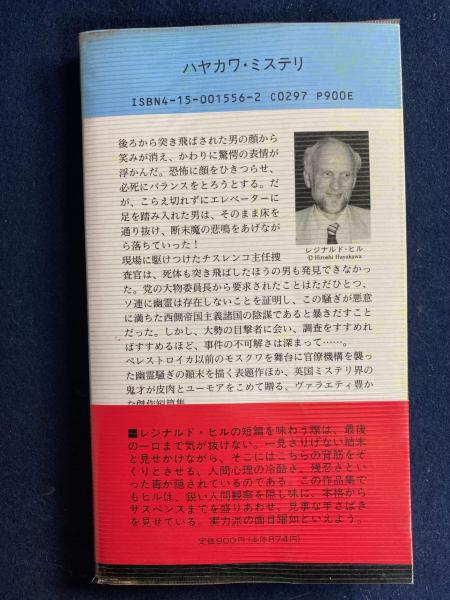 ハヤカワ・ミステリ
ISBN4-15-001556-2 C0297 P900E
後ろから突き飛ばされた男の顔から
笑みが消え、かわりに驚愕の表情が
浮かんだ。恐怖に顔をひきつらせ、
必死にバランスをとろうとする。だ
が、こらえ切れずにエレベーターに
足を踏み入れた男は、そのまま床を
通り抜け、断末魔の悲鳴をあげなが
ら落ちていった!
レジナルド・ヒル
© Hiroshi Hayakawa
現場に駆けつけたチスレンコ主任捜
査官は、死体も突き飛ばしたほうの男も発見できなかっ
た。党の大物委員長から要求されたことはただひとつ、
ソ連に幽霊は存在しないことを証明し、この騒ぎが悪意
に満ちた西側帝国主義諸国の陰謀であると暴きだすこと
だった。しかし、大勢の目撃者に会い、調査をすすめれ
ばすすめるほど、事件の不可解さは深まって……。
ペレストロイカ以前のモスクワを舞台に官僚機構を襲っ
た幽霊騒ぎの顚末を描く表題作ほか、英国ミステリ界の
鬼才が皮肉とユーモアをこめて贈る、ヴァラエティ豊か
な傑作短篇集
■レジナルド・ヒルの短篇を味わう際は、最後
の一口まで気が抜けない。一見さりげない結末
と見せかけながら、そこにはこちらの背筋をぞ
くりとさせる、人間心理の冷酷さ、残忍さとい
った毒が隠されているのである。この作品集で
もヒルは、鋭い人間観察を隠し味に、本格から
サスペンスまでを盛りあわせ、見事な手さばき
を見せている。実力派の面目躍如といえよう。
定価900円(本体874円)